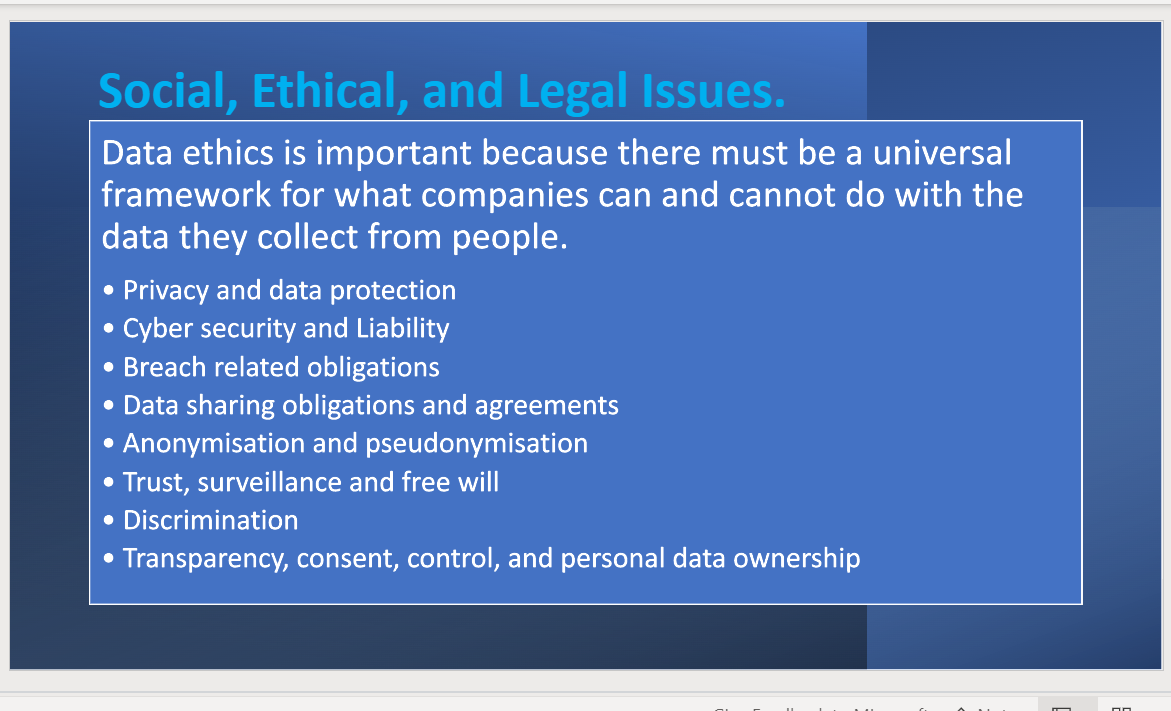 Social, Ethical, and Legal Issues.
Data ethics is important because there must be a universal
framework for what companies can and cannot do with the
data they collect from people.
• Privacy and data protection
• Cyber security and Liability
• Breach related obligations
• Data sharing obligations and agreements
• Anonymisation and pseudonymisation
• Trust, surveillance and free will
• Discrimination
• Transparency, consent, control, and personal data ownership